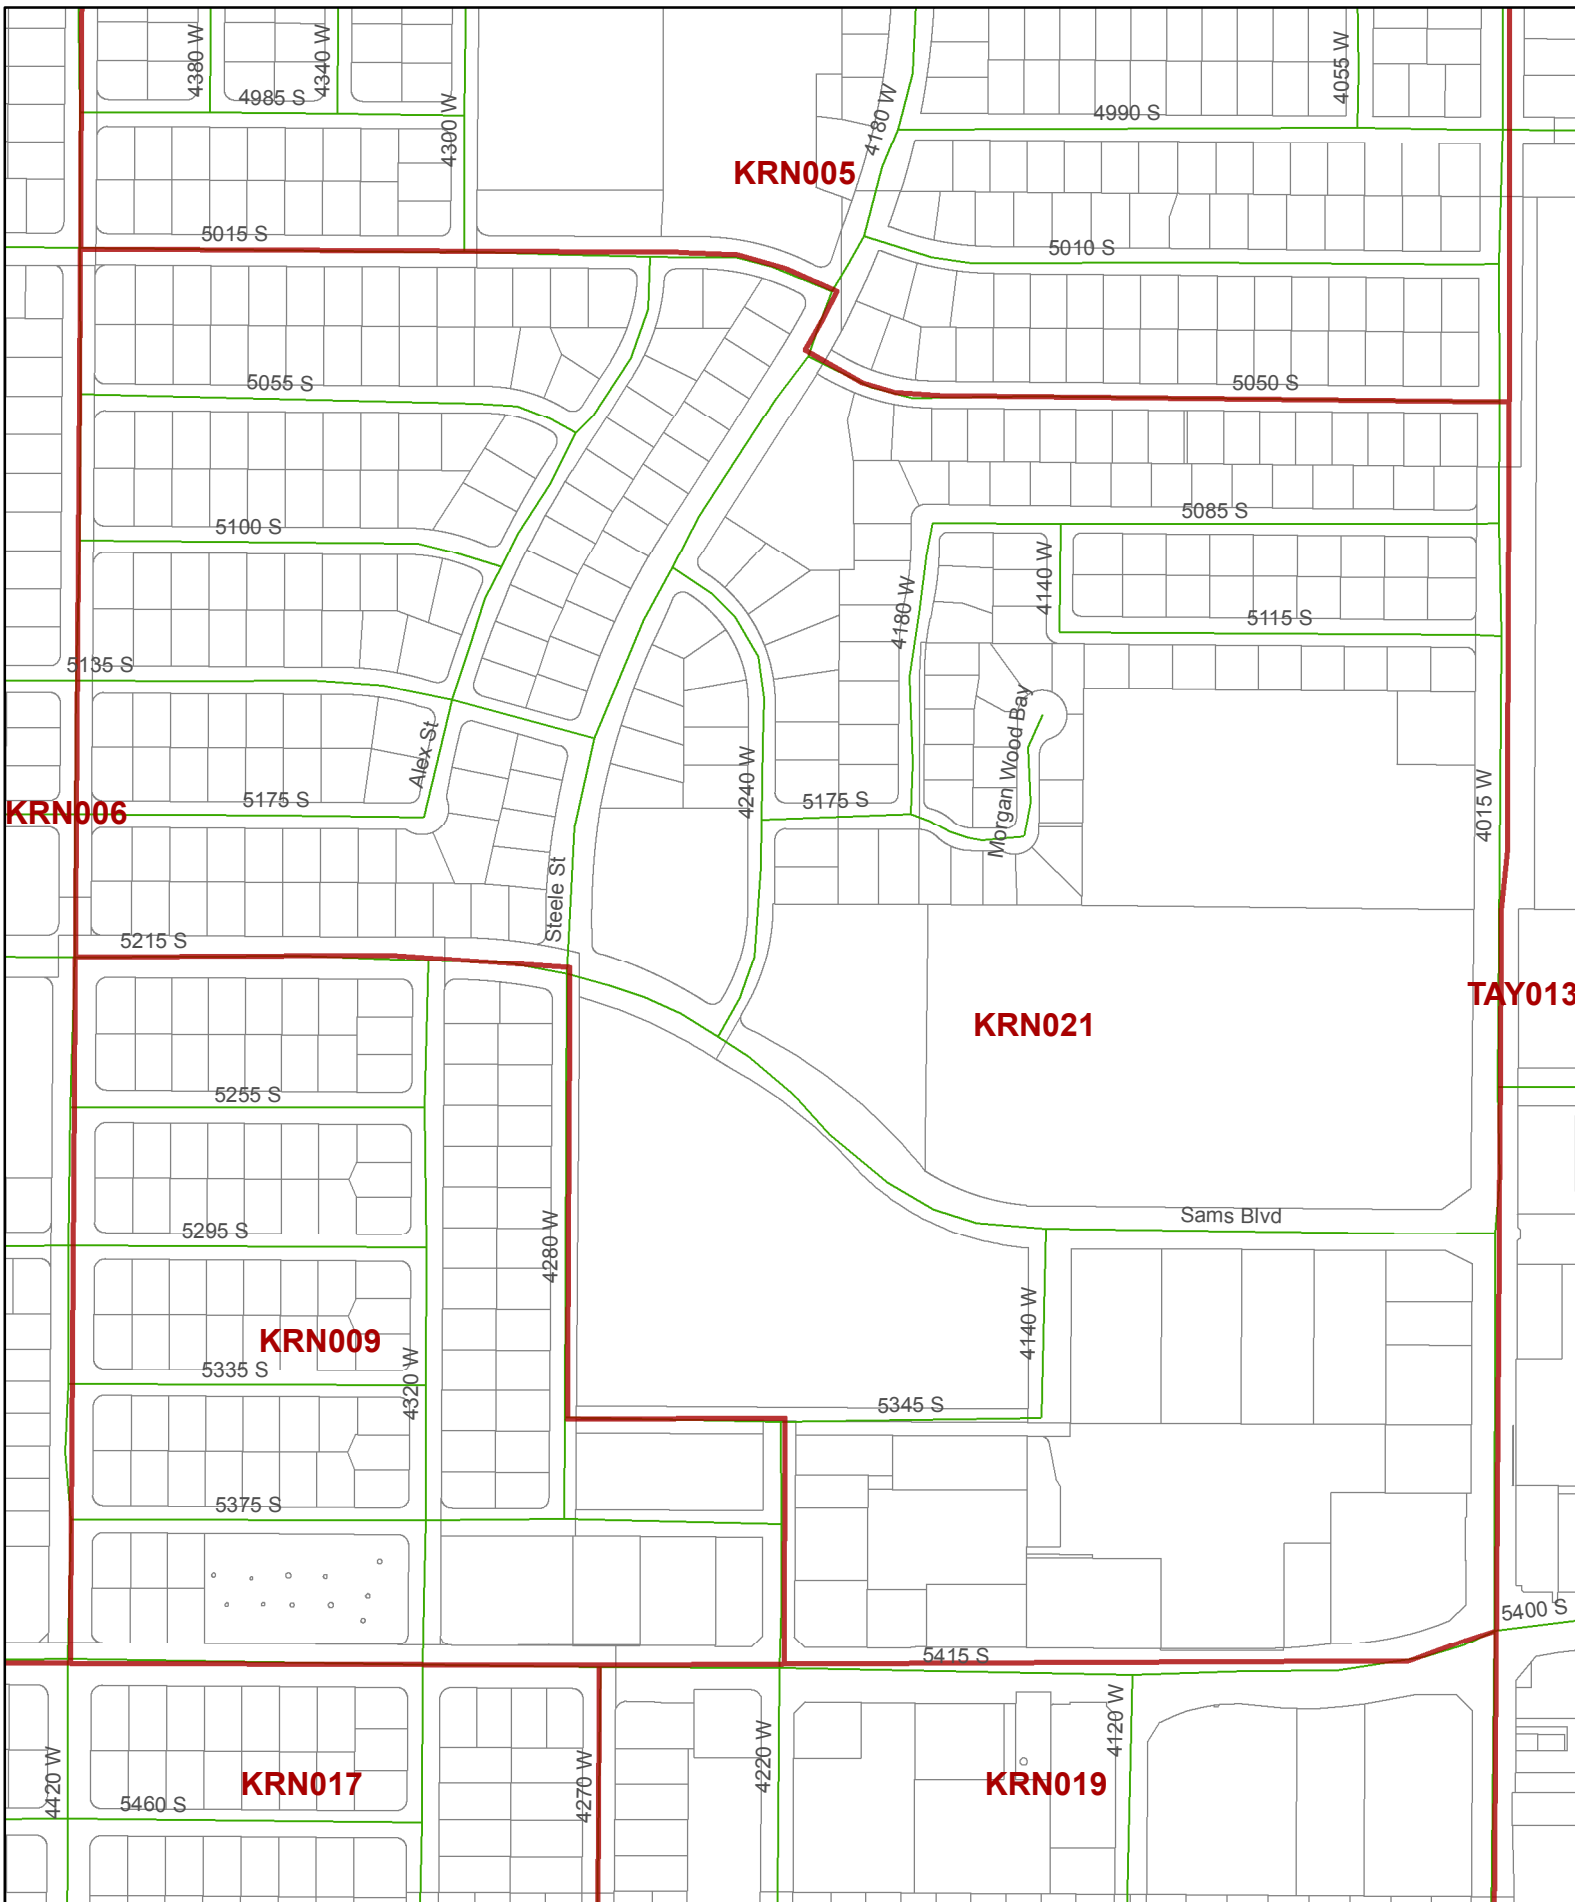 4380 W
4340 W
4985 S
4300 W
4180 W
4055 W
4990 S
KRN005
5015 S
5010 S
5055 S
5050 S
5100 S
5085 S
4180 W
4140 W
5115 S
5135 S
Alex St
Morgan Wood Bay
4240 W
4015 W
KRN006
5175 S
5175 S
Steele St
5215 S
TAY013
KRN021
5255 S
5295 S
4280 W
Sams Blvd
KRN009
4140 W
5335 S
4320 W
5345 S
5375 S
5400 S
5415 S
4420 W
KRN017
4270 W
4220 W
KRN019
4120 W
5460 S